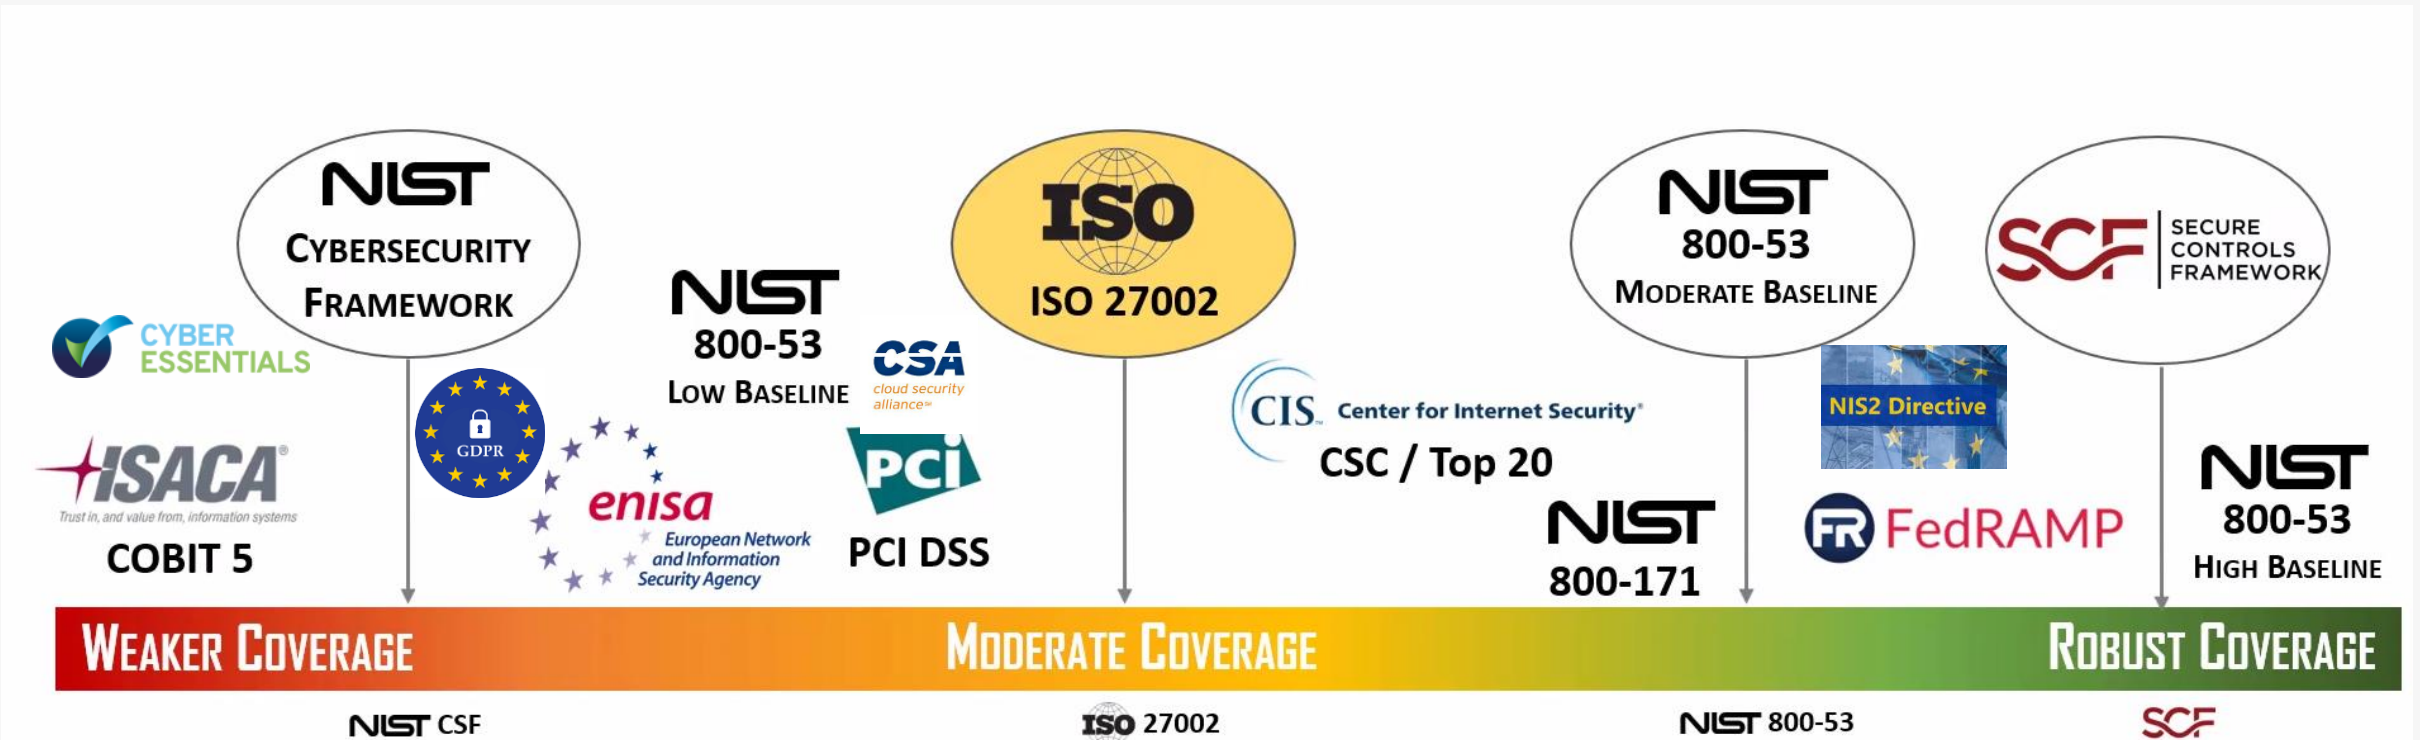 NIST
CYBERSECURITY
FRAMEWORK
CYBER
ESSENTIALS
ISACA®
Trust in, and value from, information systems
COBIT 5
GDPR
NIST
800-53
LOW BASELINE
enisa
European Network
and Information
Security Agency
CSA
cloud security
alliance℠
PCi
PCI DSS
ISO
ISO 27002
CIS™ Center for Internet Security®
CSC / Top 20
NIST
800-171
NIST
800-53
MODERATE BASELINE
NIS2 Directive
FR FedRAMP
SCF
SECURE
CONTROLS
FRAMEWORK
NIST
800-53
HIGH BASELINE
WEAKER COVERAGE
MODERATE COVERAGE
ROBUST COVERAGE
NIST CSF
ISO 27002
NIST 800-53
SCF